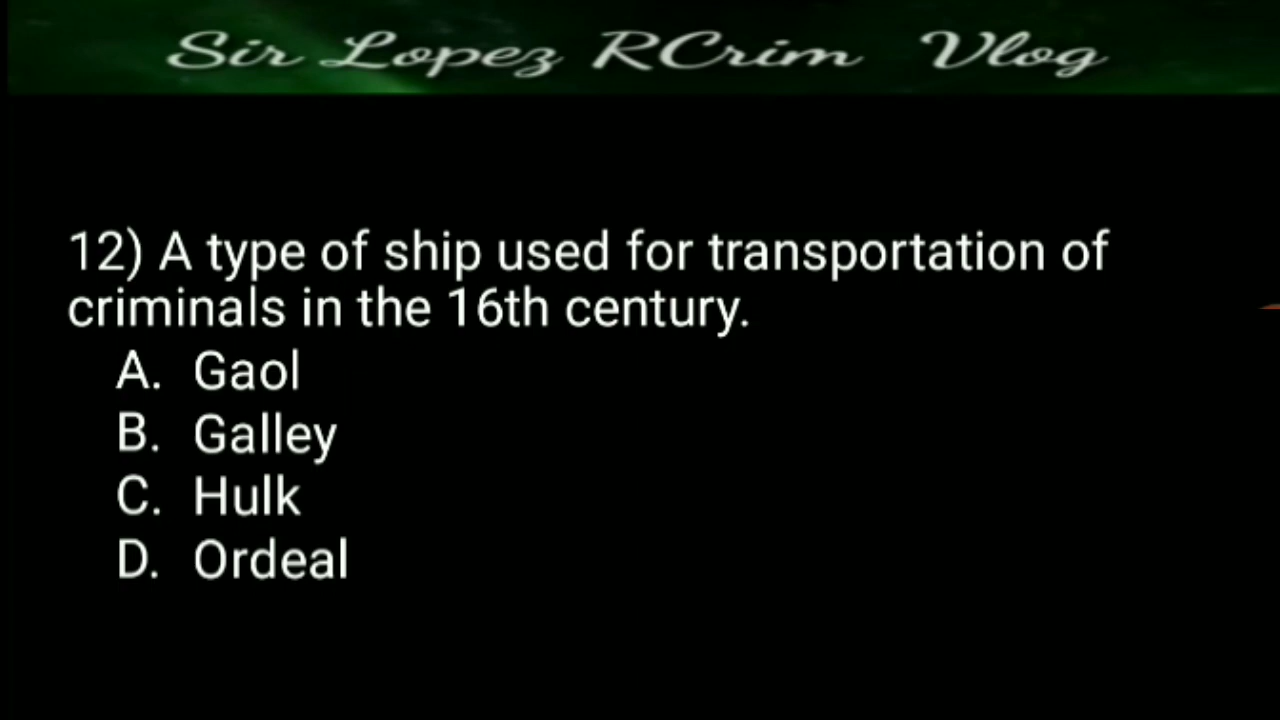 Sir Lopez RCrim Vlog
12) A type of ship used for transportation of
criminals in the 16th century.
A. Gaol
B. Galley
C. Hulk
D. Ordeal